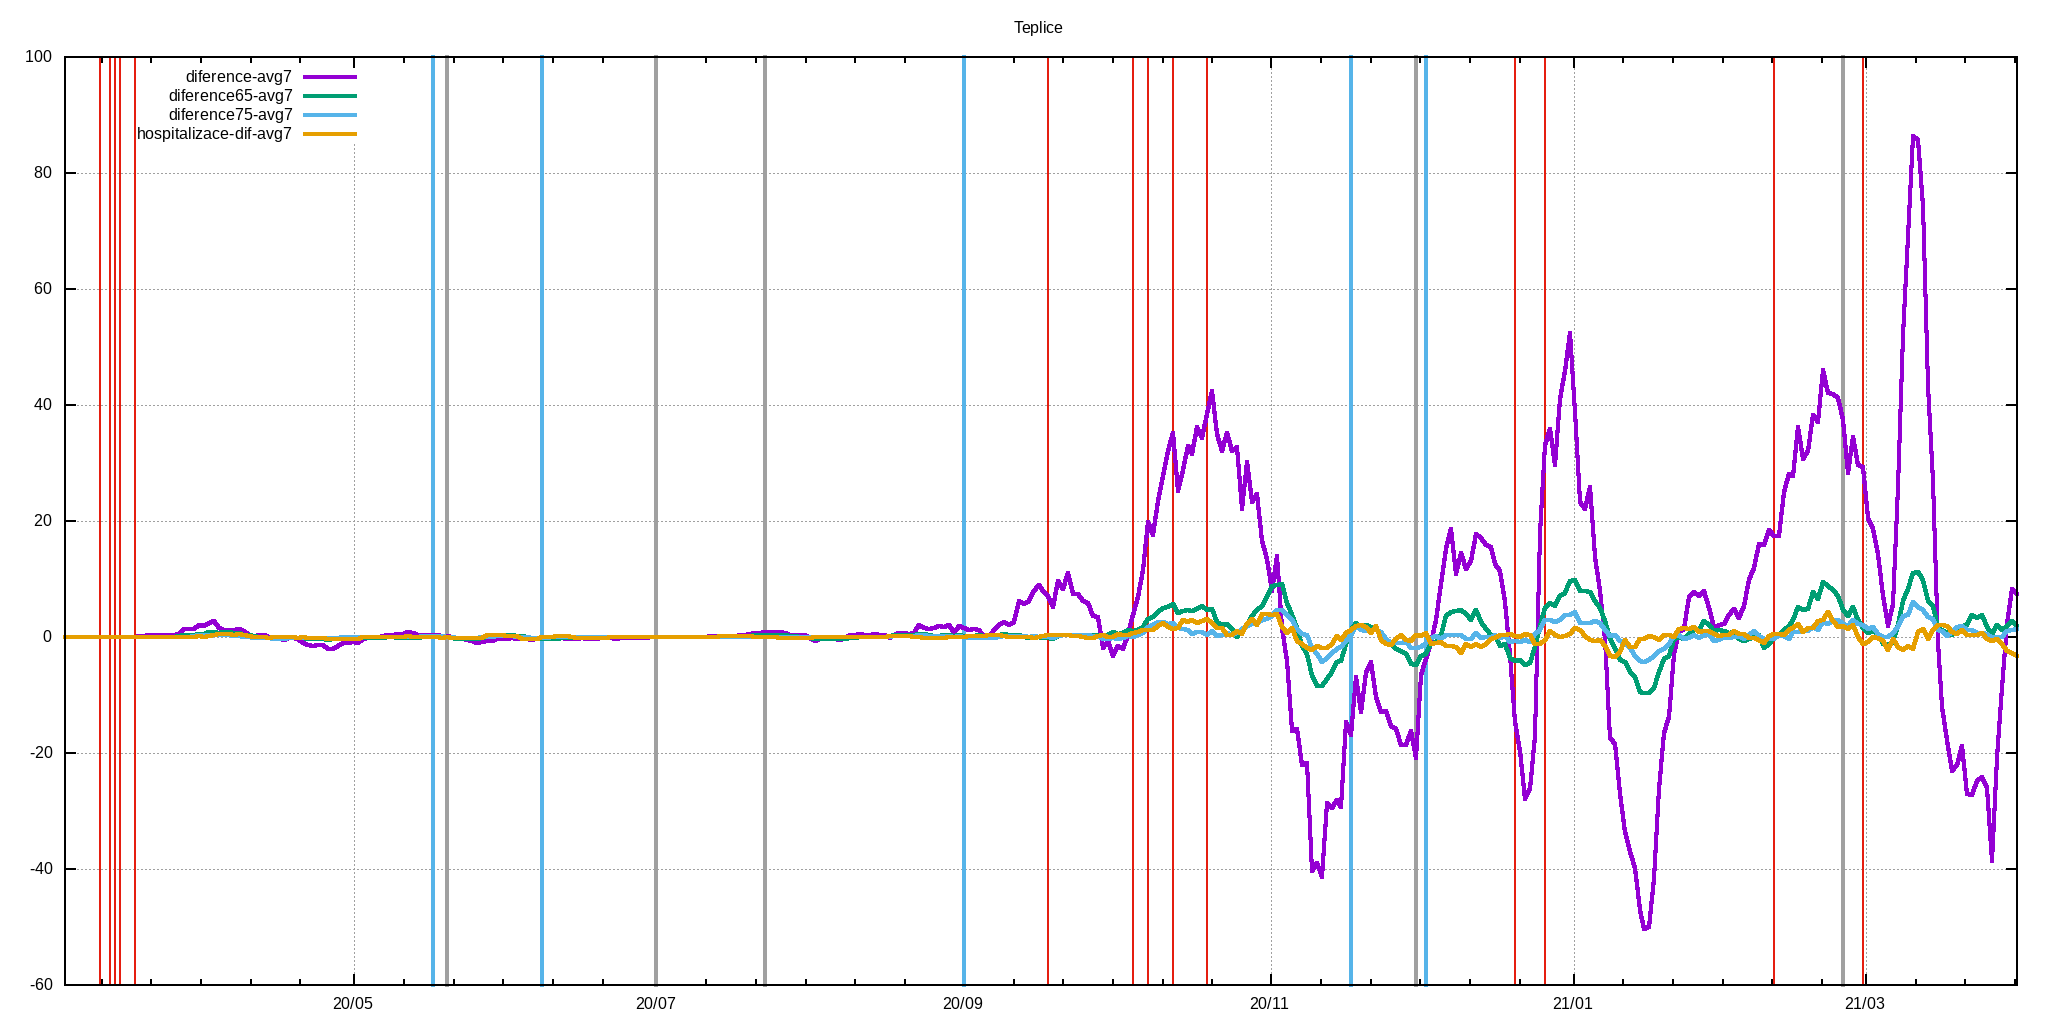 Teplice
diference-avg7
diference65-avg7
diference75-avg7
hospitalizace-dif-avg7
100
80
60
40
20
0
-20
-40
-60
20/05 20/07 20/09 20/11 21/01 21/03